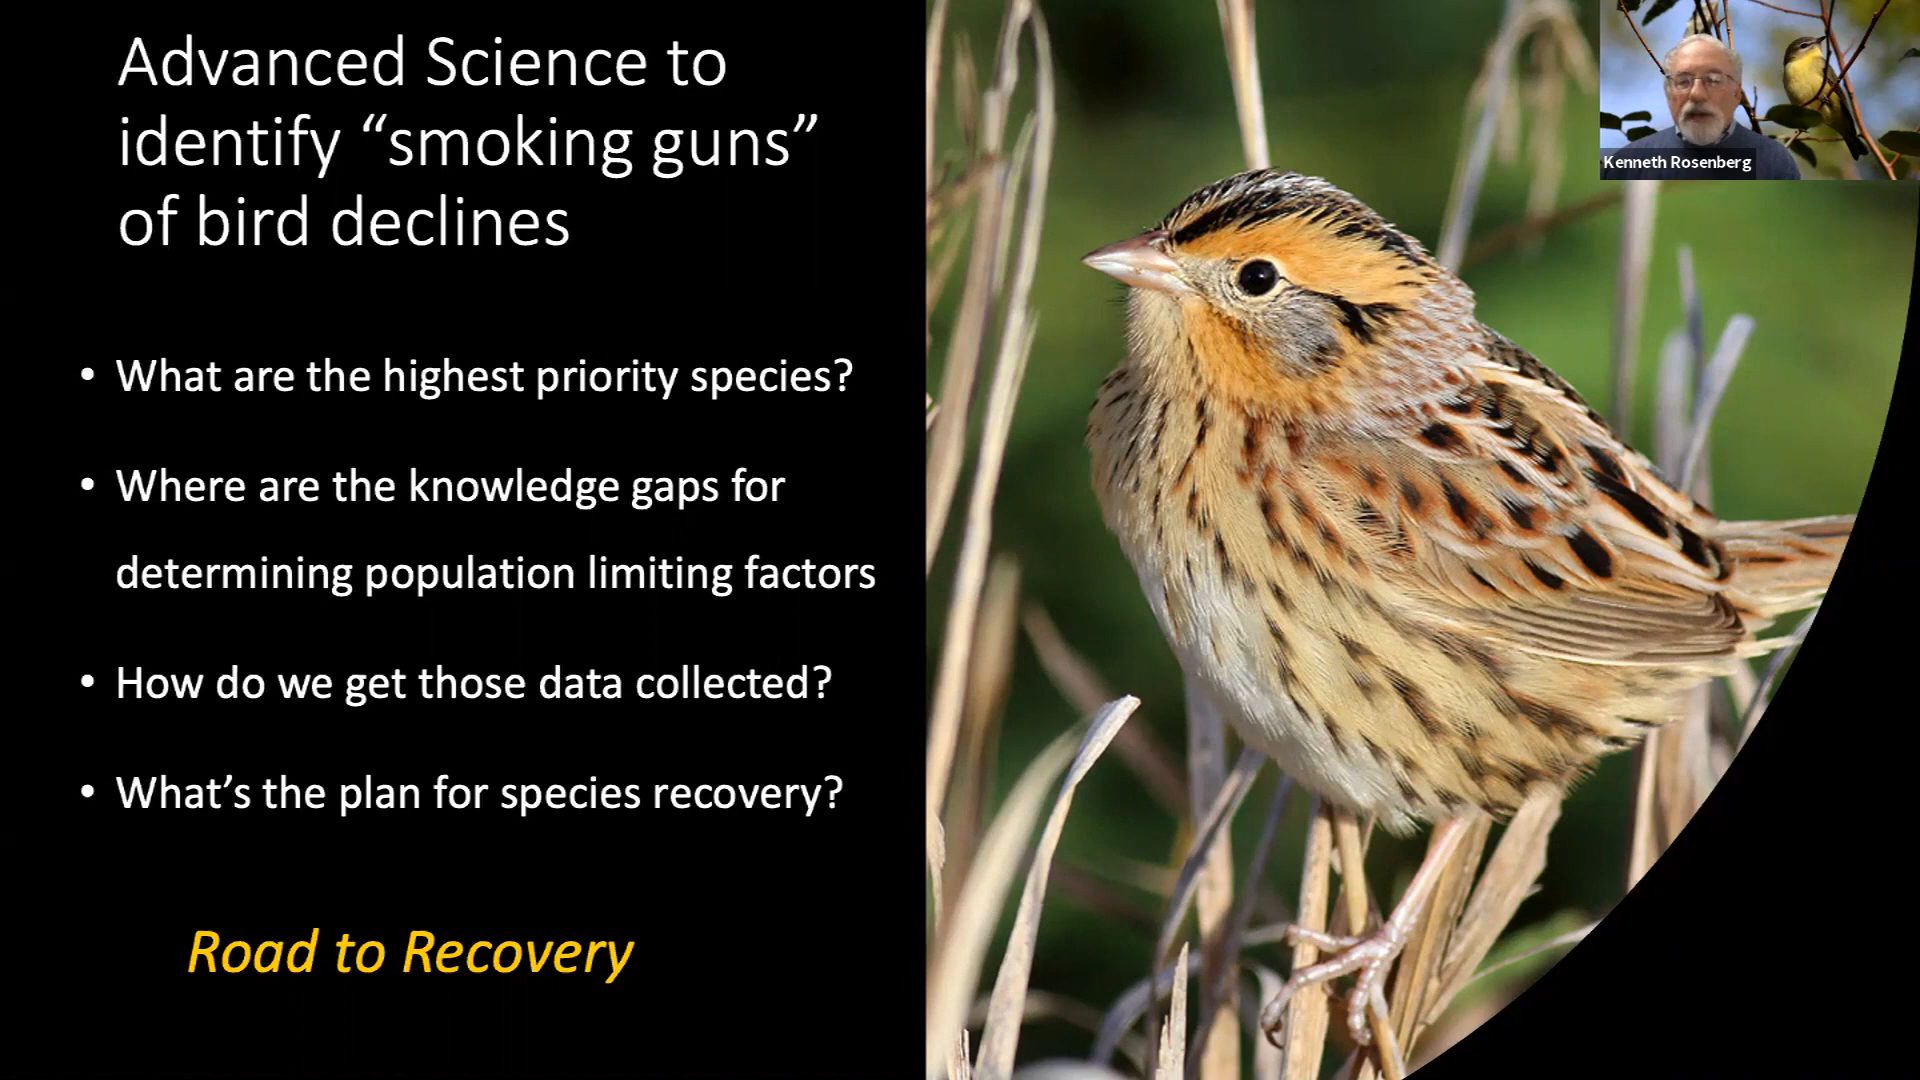 Advanced Science to
identify “smoking guns”
of bird declines
• What are the highest priority species?
• Where are the knowledge gaps for
determining population limiting factors
• How do we get those data collected?
• What’s the plan for species recovery?
Road to Recovery
Kenneth Rosenberg